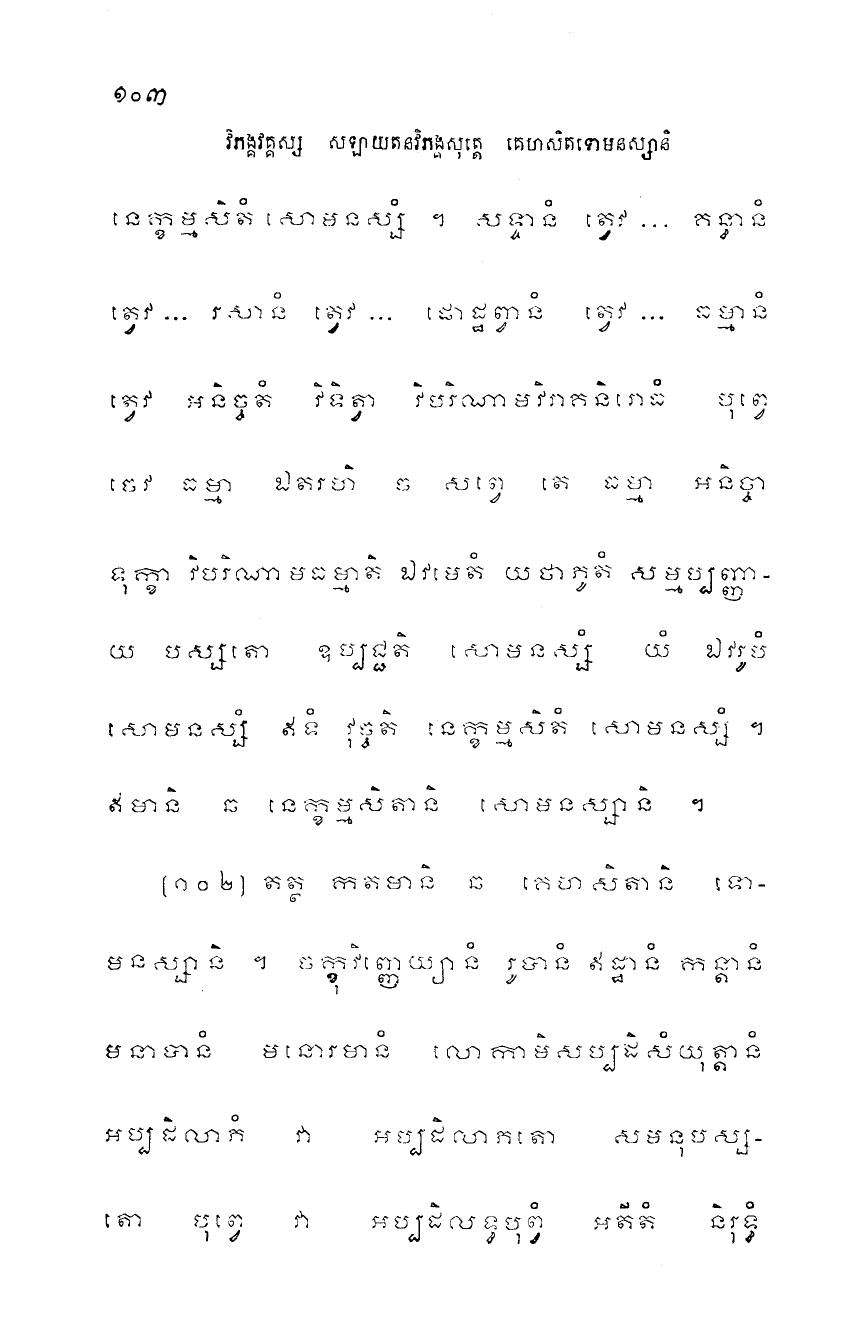 ១០៣
វិភង្គវគ្គស្ស សឡាយតនវិភង្គសុត្តេ គេហសិតទោមនស្សានិ
នេក្ខម្មសិតំ សោមនស្សំ ។ សទ្ទានំ ត្វេវ ... គន្ធានំ
ត្វេវ ... រសានំ ត្វេវ ... ផោដ្ឋព្វានំ ត្វេវ ... ធម្មានំ
ត្វេវ អនិច្ចតំ វិទិត្វា វិបរិណាមវិរាគនិរោធំ បុព្វេ
ចេវ ធម្មា ឯតរហិ ច សព្វេ តេ ធម្មា អនិច្ចា
ទុក្ខា វិបរិណាមធម្មាតិ ឯវមេតំ យថាភូតំ សម្មប្បញ្ញា-
យ បស្សតោ ឧប្បជ្ជតិ សោមនស្សំ យំ ឯវរូបំ
សោមនស្សំ ឥទំ វុច្ចតិ នេក្ខម្មសិតំ សោមនស្សំ ។
ឥមានិ ឆ នេក្ខម្មសិតានិ សោមនស្សានិ ។
(១០២) តត្ថ កតមានិ ឆ គេហសិតានិ ទោ-
មនស្សានិ ។ ចក្ខុវិញ្ញេយ្យានំ រូបានំ ឥដ្ឋានំ កន្តានំ
មនាបានំ មនោរមានំ លោកាមិសប្បដិសំយុត្តានំ
អប្បដិលាភំ វា អប្បដិលាភតោ សមនុបស្ស-
តោ បុព្វេ វា អប្បដិលទ្ធបុព្វំ អតីតំ និរុទ្ធំ